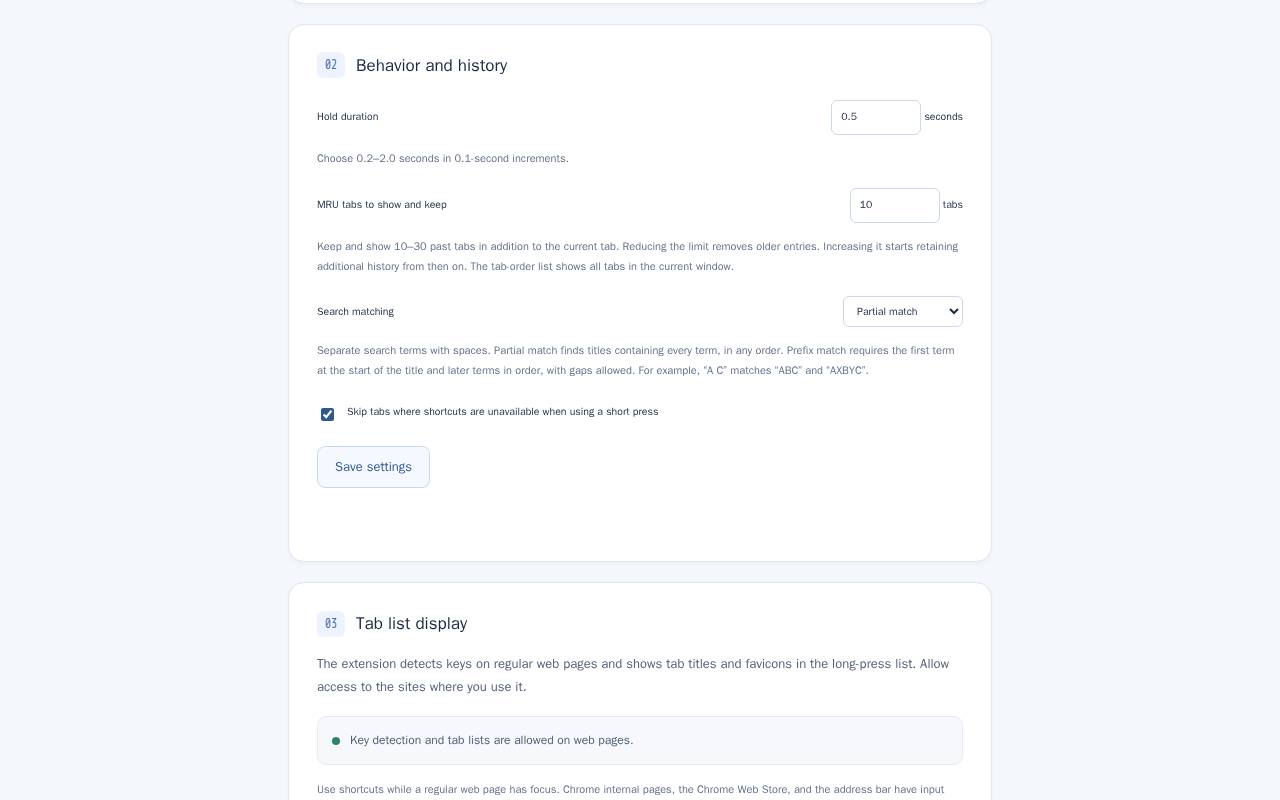 02 Behavior and history
Hold duration
0.5 seconds
Choose 0.2–2.0 seconds in 0.1-second increments.
MRU tabs to show and keep
10 tabs
Keep and show 10–30 past tabs in addition to the current tab. Reducing the limit removes older entries. Increasing it starts retaining
additional history from then on. The tab-order list shows all tabs in the current window.
Search matching
Partial match
Separate search terms with spaces. Partial match finds titles containing every term, in any order. Prefix match requires the first term
at the start of the title and later terms in order, with gaps allowed. For example, “A C” matches “ABC” and “AXBYC”.
Skip tabs where shortcuts are unavailable when using a short press
Save settings
03 Tab list display
The extension detects keys on regular web pages and shows tab titles and favicons in the long-press list. Allow
access to the sites where you use it.
Key detection and tab lists are allowed on web pages.
Use shortcuts while a regular web page has focus. Chrome internal pages, the Chrome Web Store, and the address bar have input